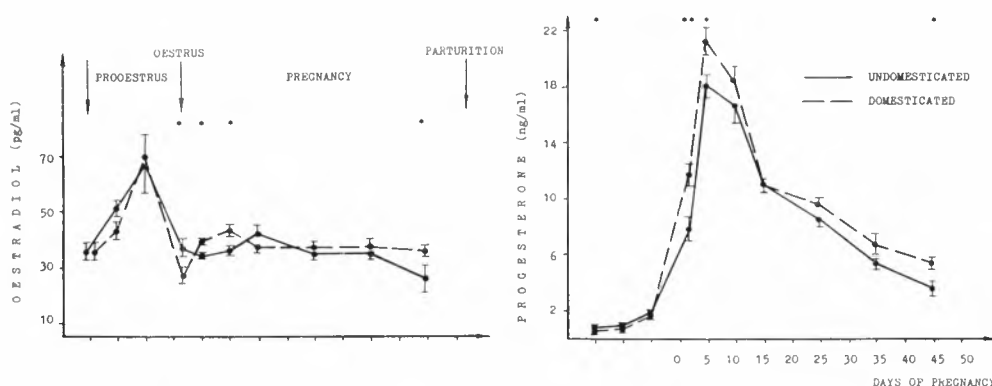 OESTRUS
PARTURITION
PROOESTRUS
PREGNANCY
OESTRADIOL (pg/ml)
70
50
30
10
PROGESTERONE (ng/ml)
22
18
14
10
6
2
UNDOMESTICATED
DOMESTICATED
0 5 10 15 20 25 30 35 40 45 50
DAYS OF PREGNANCY